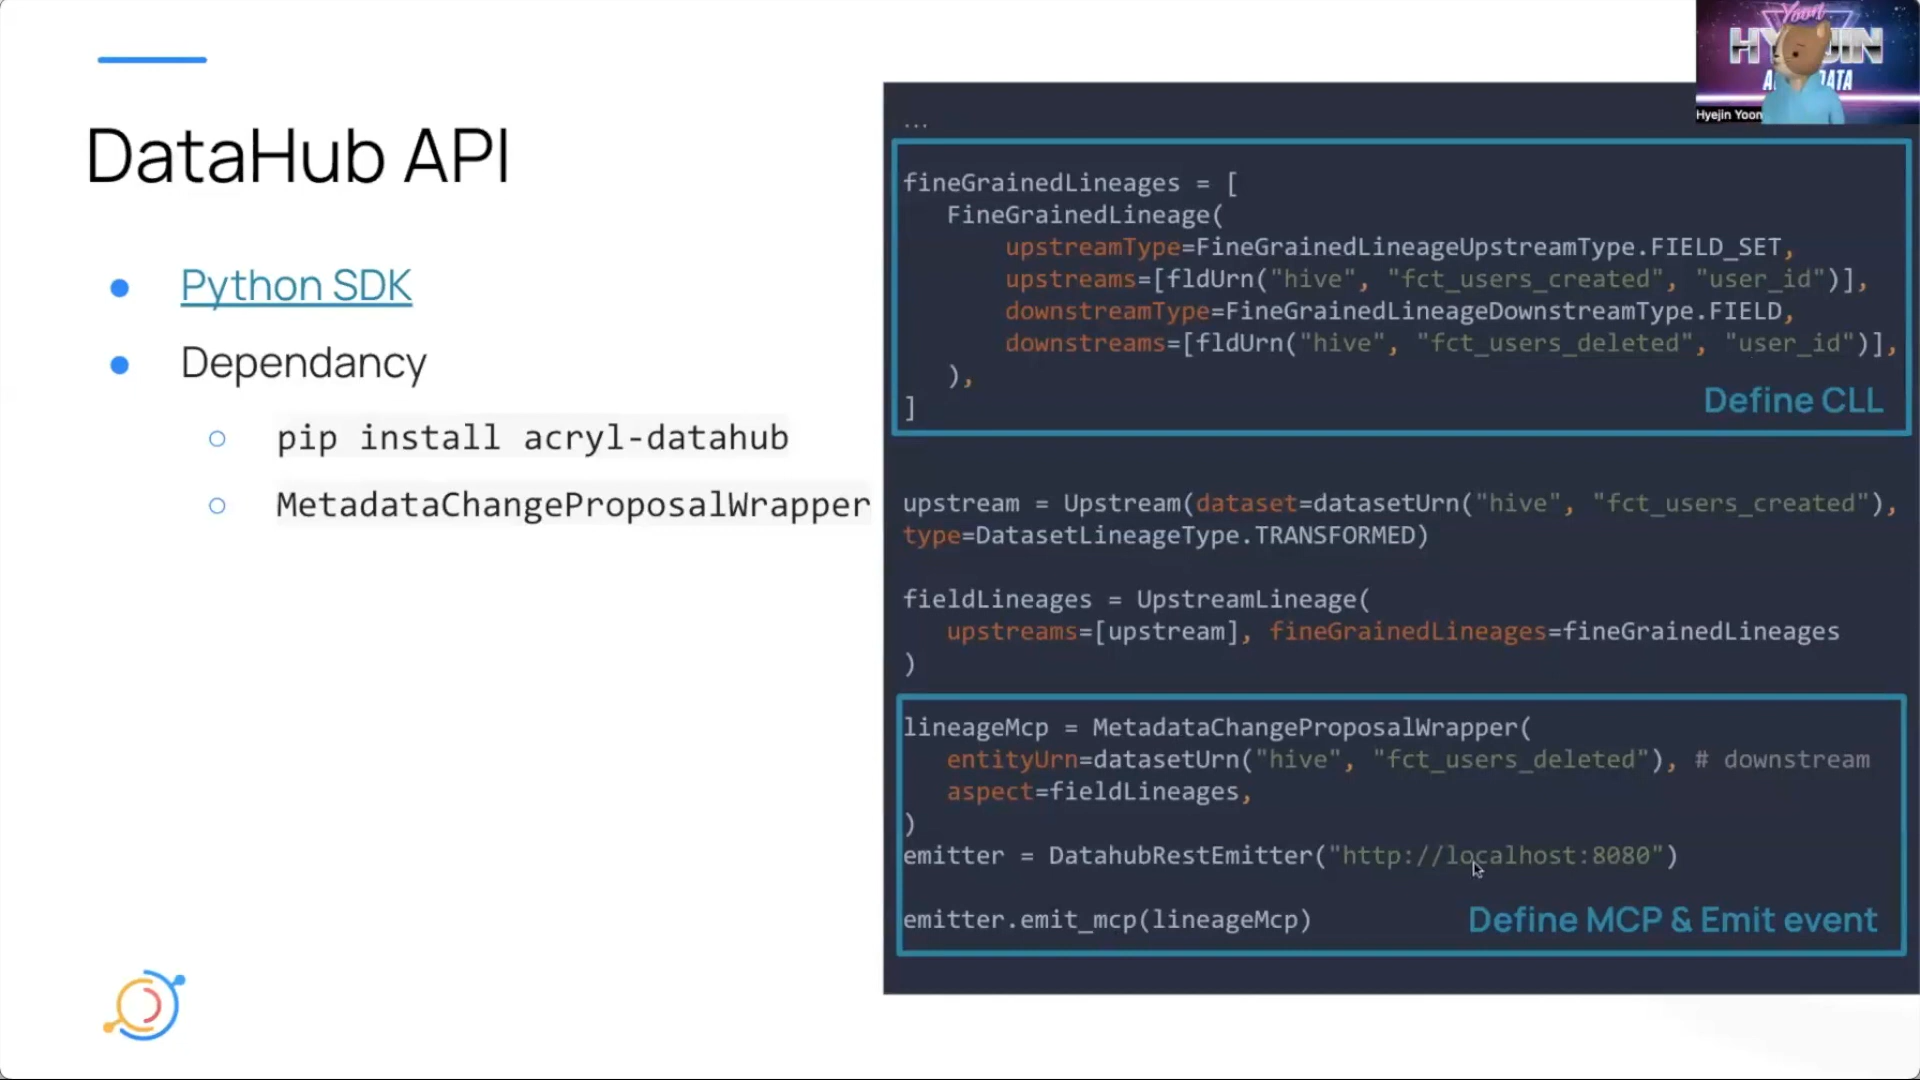 DataHub API
Python SDK
Dependancy
pip install acryl-datahub
MetadataChangeProposalWrapper
...
fineGrainedLineages = [
FineGrainedLineage(
upstreamType=FineGrainedLineageUpstreamType.FIELD_SET,
upstreams=[fldUrn("hive", "fct_users_created", "user_id")],
downstreamType=FineGrainedLineageDownstreamType.FIELD,
downstreams=[fldUrn("hive", "fct_users_deleted", "user_id")],
),
]
Define CLL
upstream = Upstream(dataset=datasetUrn("hive", "fct_users_created"),
type=DatasetLineageType.TRANSFORMED)
fieldLineages = UpstreamLineage(
upstreams=[upstream], fineGrainedLineages=fineGrainedLineages
)
lineageMcp = MetadataChangeProposalWrapper(
entityUrn=datasetUrn("hive", "fct_users_deleted"), # downstream
aspect=fieldLineages,
)
emitter = DatahubRestEmitter("http://localhost:8080")
emitter.emit_mcp(lineageMcp)
Define MCP & Emit event
Yoon
Hyejin Yoon